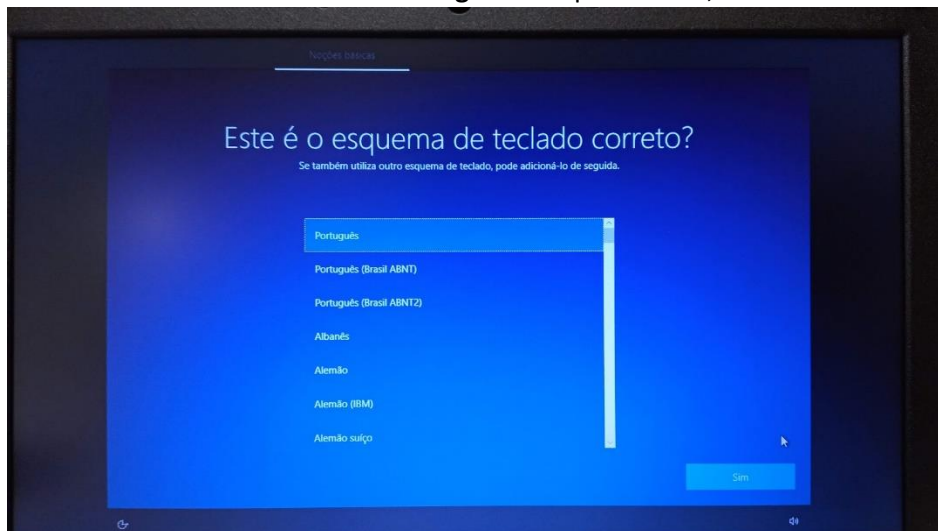 Noções básicas
Este é o esquema de teclado correto?
Se também utiliza outro esquema de teclado, pode adicioná-lo de seguida.
Português
Português (Brasil ABNT)
Português (Brasil ABNT2)
Albanês
Alemão
Alemão (IBM)
Alemão suíço
Sim